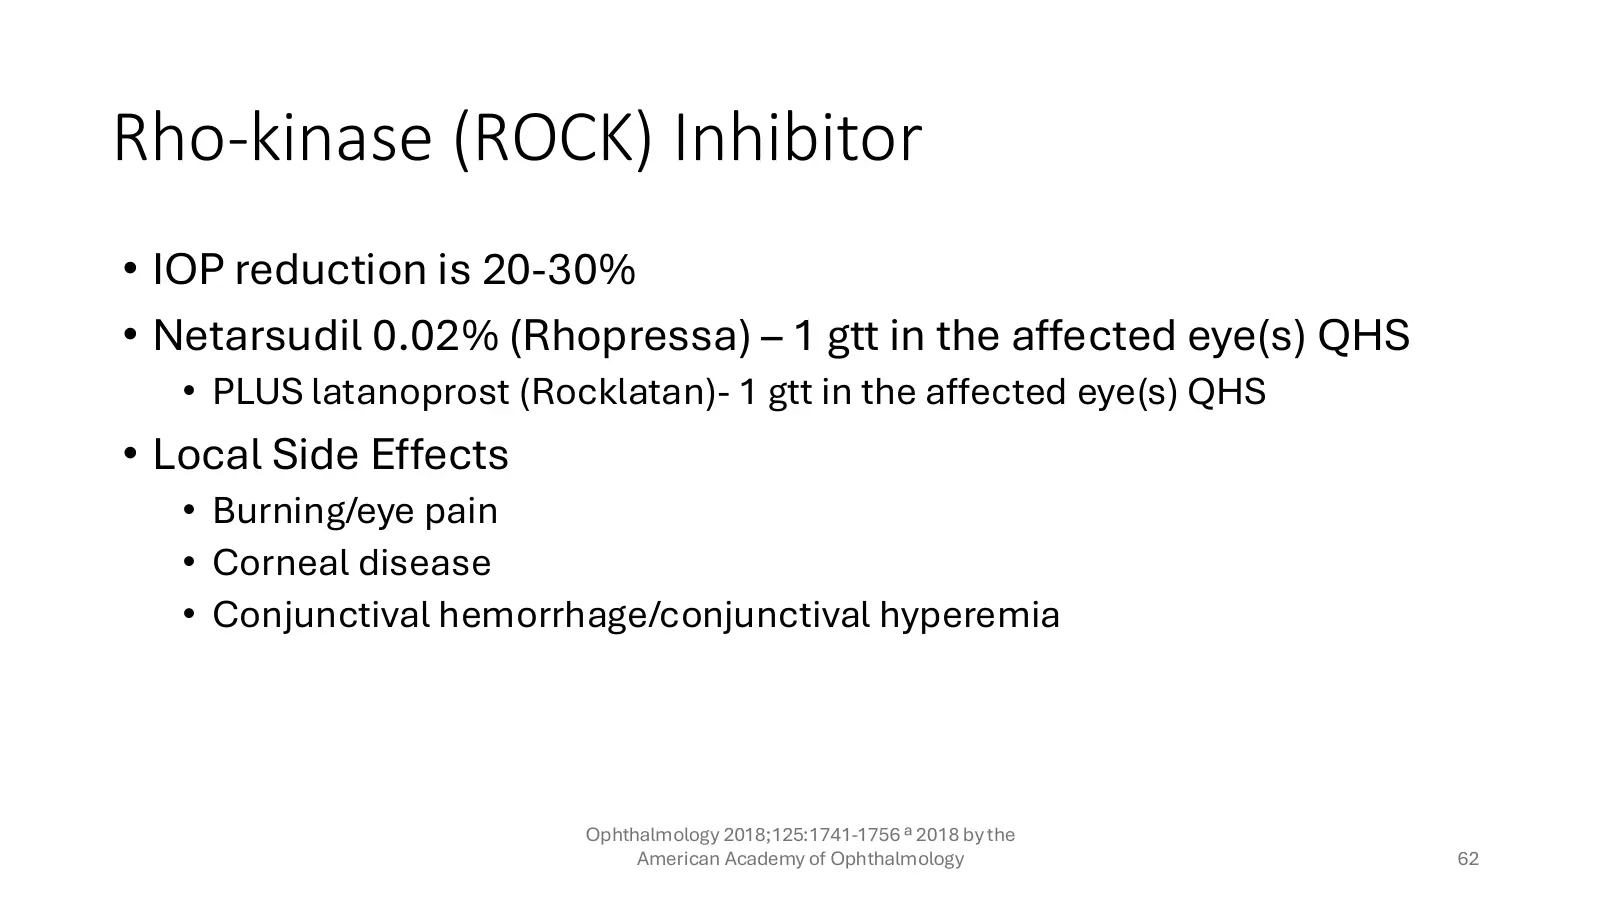 Rho-kinase (ROCK) Inhibitor
• IOP reduction is 20-30%
• Netarsudil 0.02% (Rhopressa) – 1 gtt in the affected eye(s) QHS
• PLUS latanoprost (Rocklatan)- 1 gtt in the affected eye(s) QHS
• Local Side Effects
• Burning/eye pain
• Corneal disease
• Conjunctival hemorrhage/conjunctival hyperemia
Ophthalmology 2018;125:1741-1756 ª 2018 by the
American Academy of Ophthalmology
62